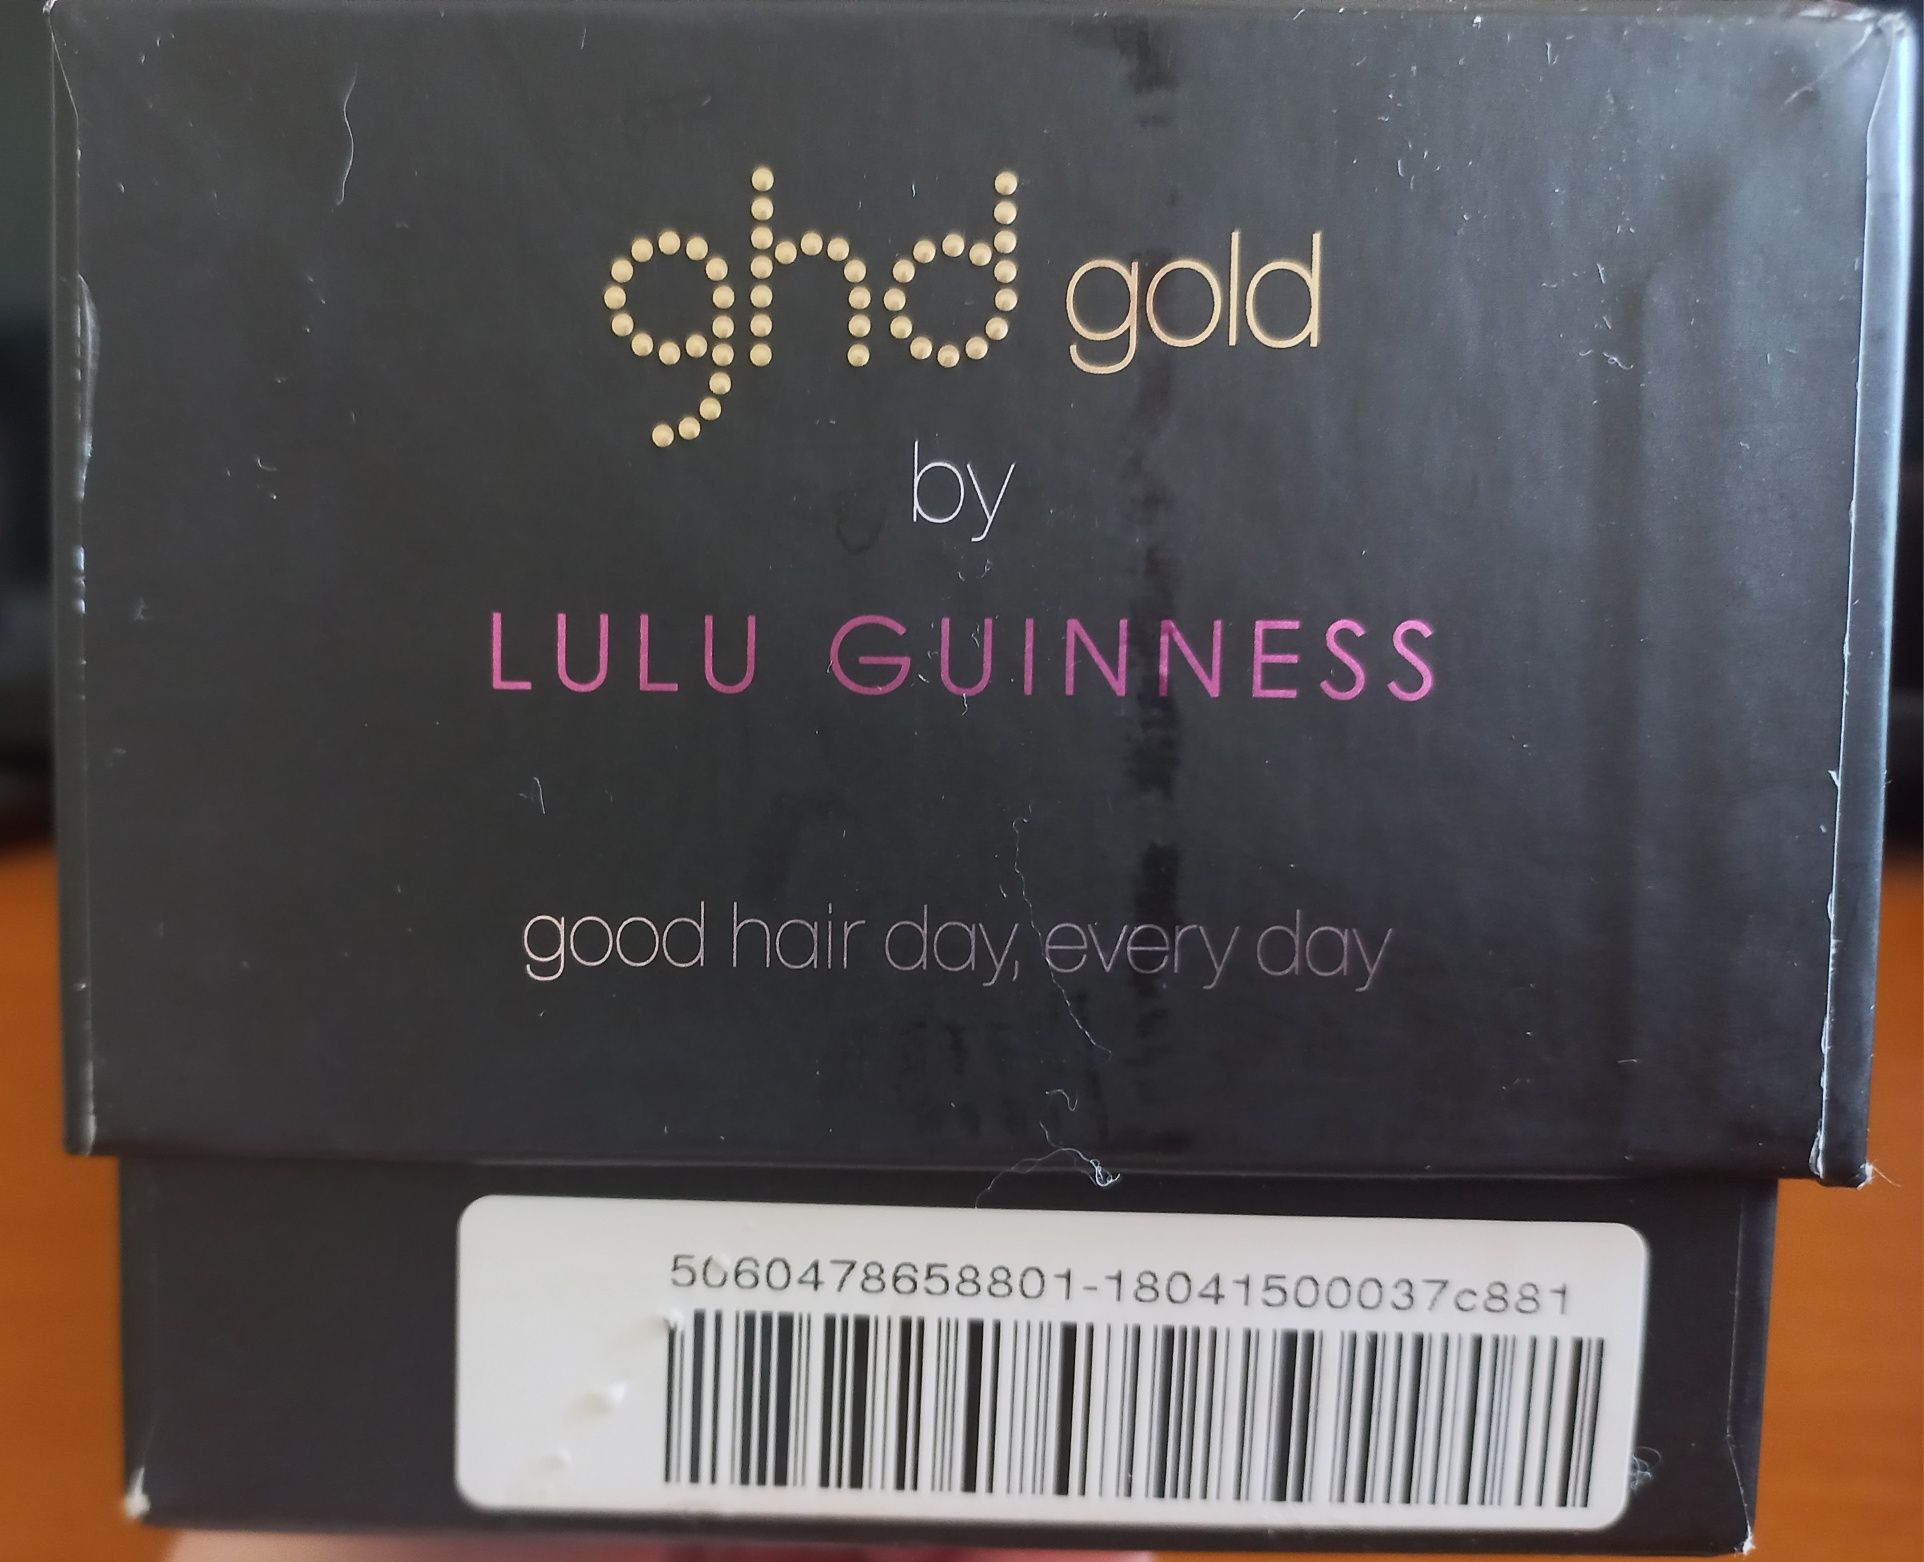 ghd gold
by
LULU GUINNESS
good hair day, every day
5060478658801-18041500037c881